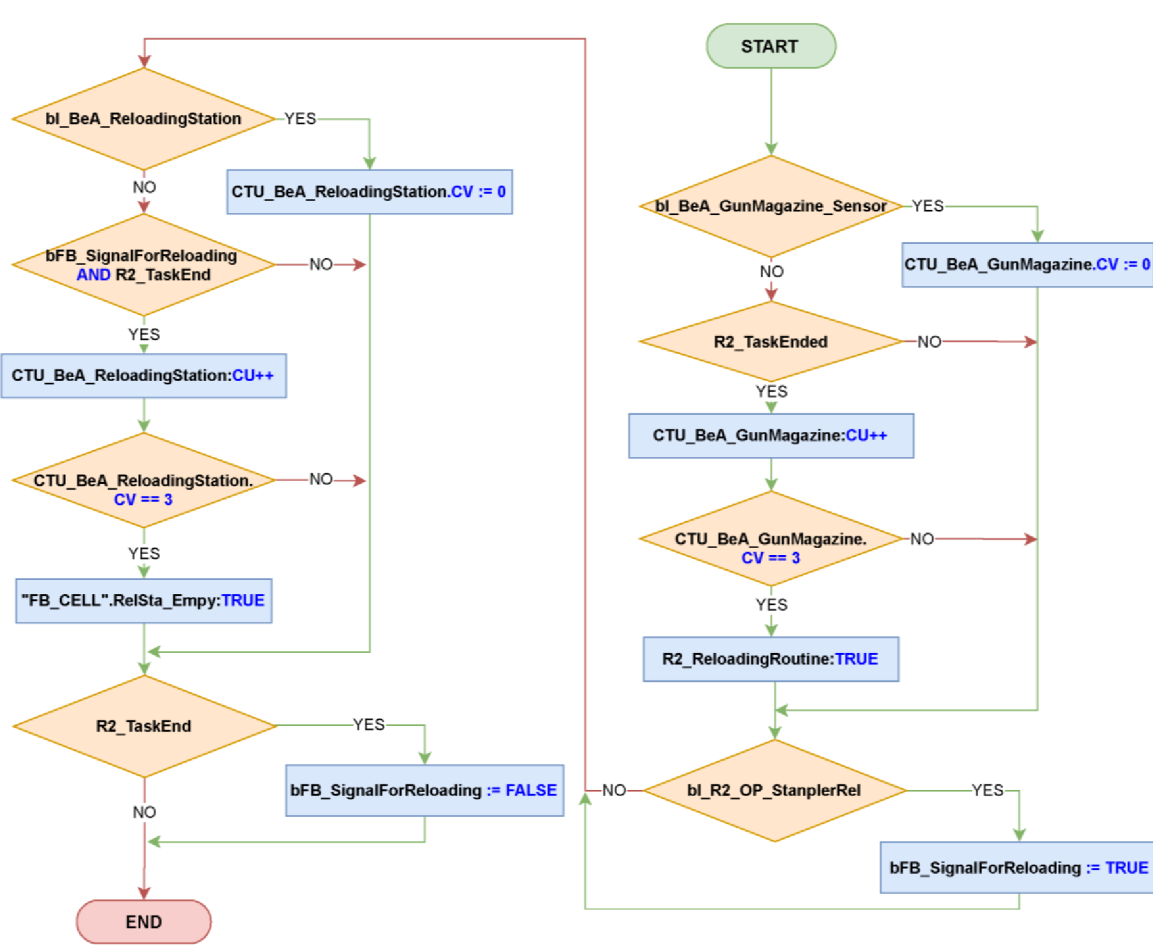 START
bI_BeA_GunMagazine_Sensor
YES
CTU_BeA_GunMagazine.CV := 0
NO
R2_TaskEnded
NO
YES
CTU_BeA_GunMagazine:CU++
CTU_BeA_GunMagazine.
CV == 3
NO
YES
R2_ReloadingRoutine:TRUE
bI_R2_OP_StanplerRel
NO
YES
bFB_SignalForReloading := TRUE
bI_BeA_ReloadingStation
YES
CTU_BeA_ReloadingStation.CV := 0
NO
bFB_SignalForReloading
AND R2_TaskEnd
NO
YES
CTU_BeA_ReloadingStation:CU++
CTU_BeA_ReloadingStation.
CV == 3
NO
YES
"FB_CELL".RelSta_Empy:TRUE
R2_TaskEnd
YES
bFB_SignalForReloading := FALSE
NO
END